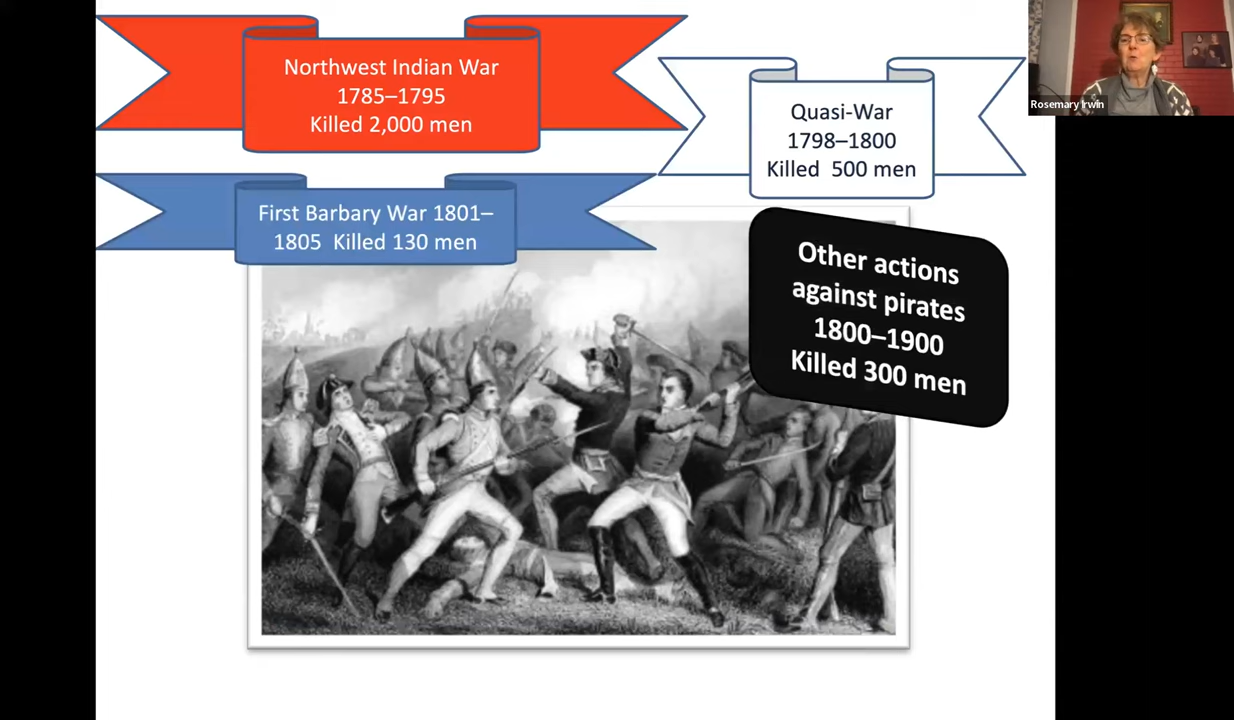 Northwest Indian War
1785–1795
Killed 2,000 men
Quasi-War
1798–1800
Killed  500 men
Rosemary Irwin
First Barbary War 1801–
1805  Killed 130 men
Other actions
against pirates
1800–1900
Killed 300 men